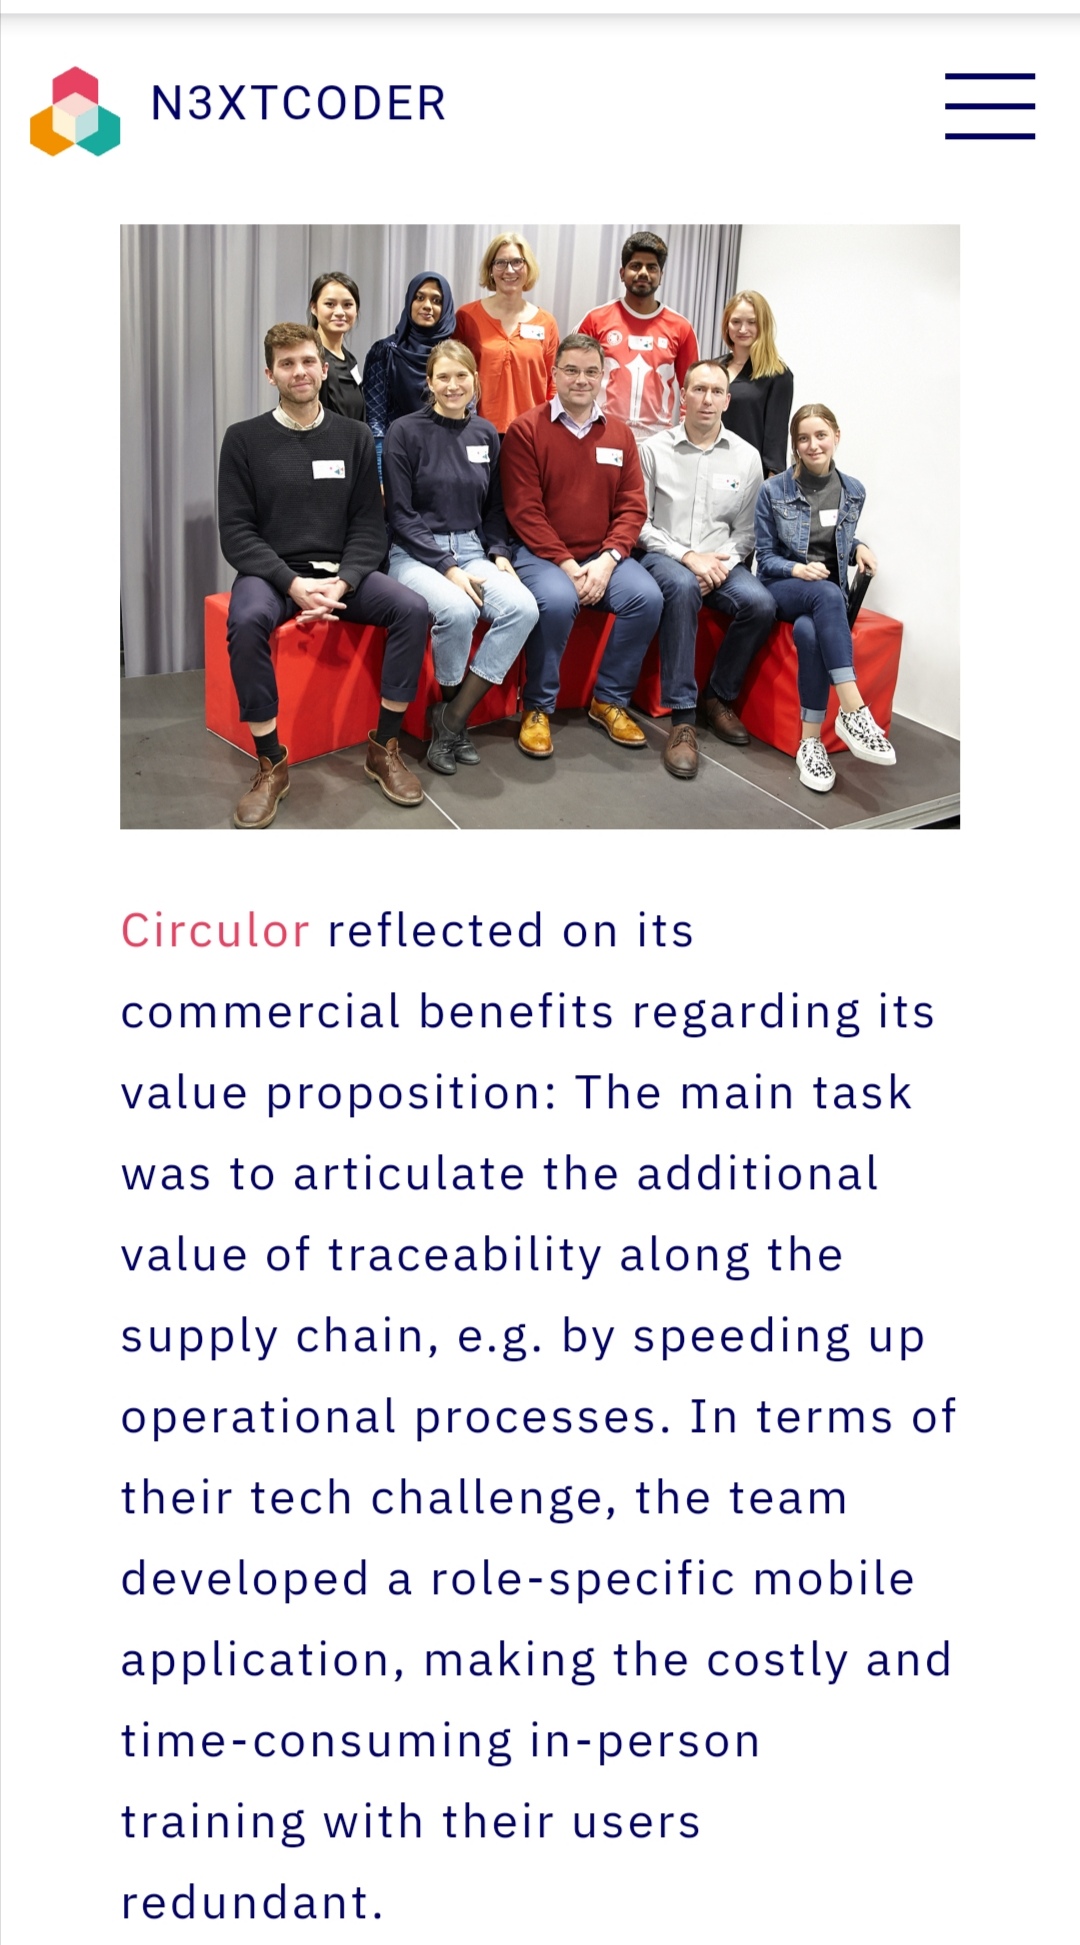 N3XTCODER
Circulor reflected on its
commercial benefits regarding its
value proposition: The main task
was to articulate the additional
value of traceability along the
supply chain, e.g. by speeding up
operational processes. In terms of
their tech challenge, the team
developed a role-specific mobile
application, making the costly and
time-consuming in-person
training with their users
redundant.